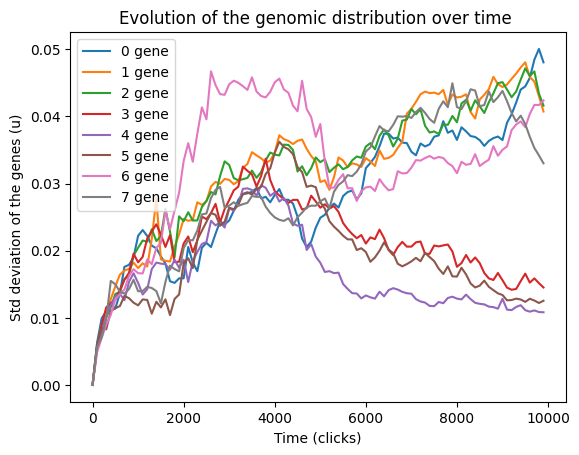 Evolution of the genomic distribution over time
Std deviation of the genes (u)
0.05
0.04
0.03
0.02
0.01
0.00
0 gene
1 gene
2 gene
3 gene
4 gene
5 gene
6 gene
7 gene
0
2000
4000
6000
8000
10000
Time (clicks)